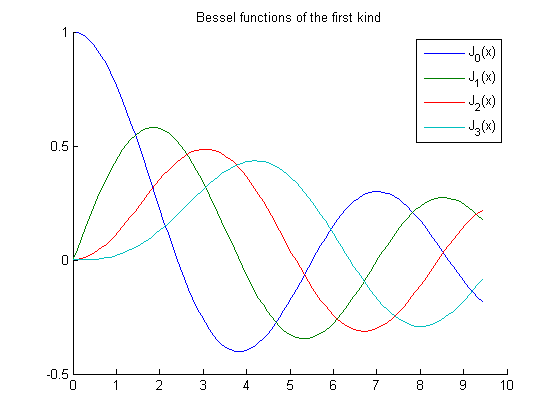 Bessel functions of the first kind
1
0.5
0
-0.5
0 1 2 3 4 5 6 7 8 9 10
J0(x)
J1(x)
J2(x)
J3(x)